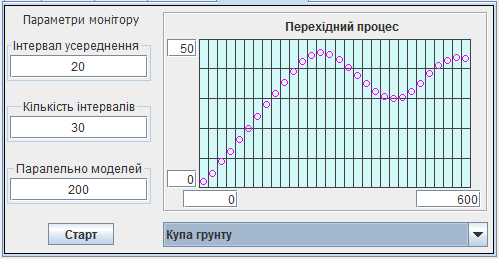 Параметри монітору
Інтервал усереднення
20
Кількість інтервалів
30
Паралельно моделей
200
Старт
Перехідний процес
50
0
0
600
Купа грунту